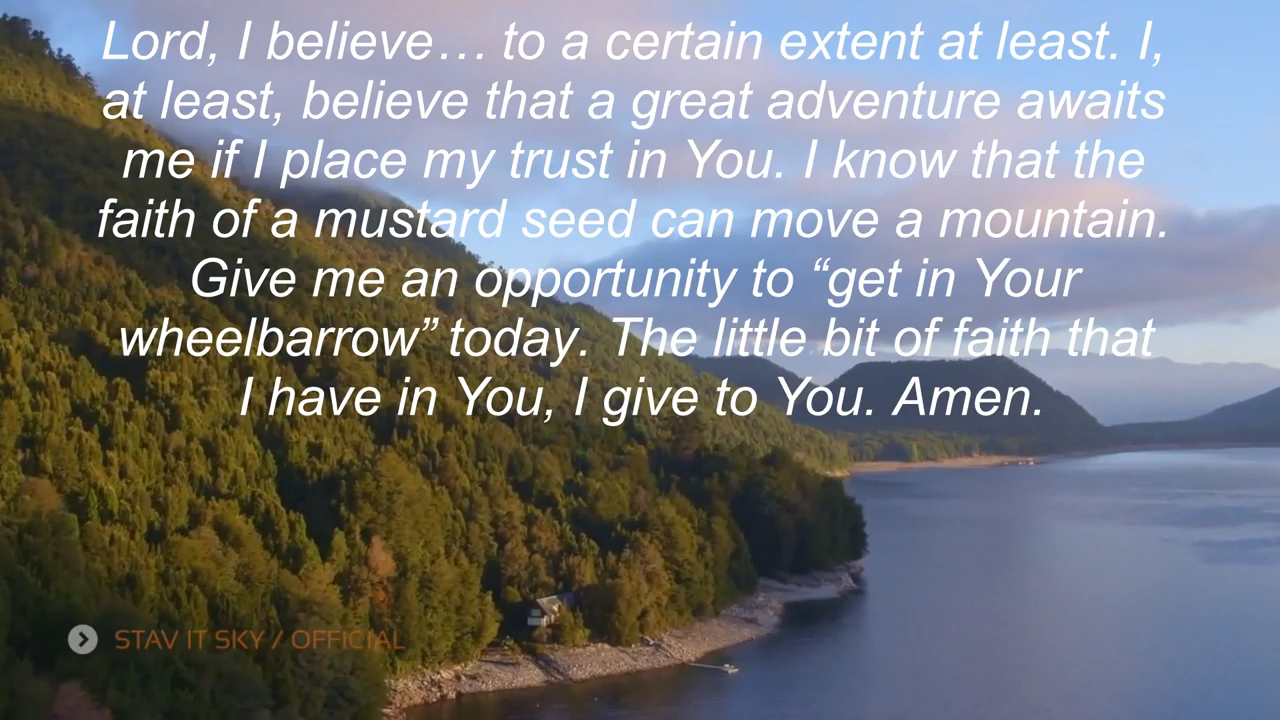 Lord, I believe… to a certain extent at least. I,
at least, believe that a great adventure awaits
me if I place my trust in You. I know that the
faith of a mustard seed can move a mountain.
Give me an opportunity to “get in Your
wheelbarrow” today. The little bit of faith that
I have in You, I give to You. Amen.
STAV IT SKY / OFFICIAL